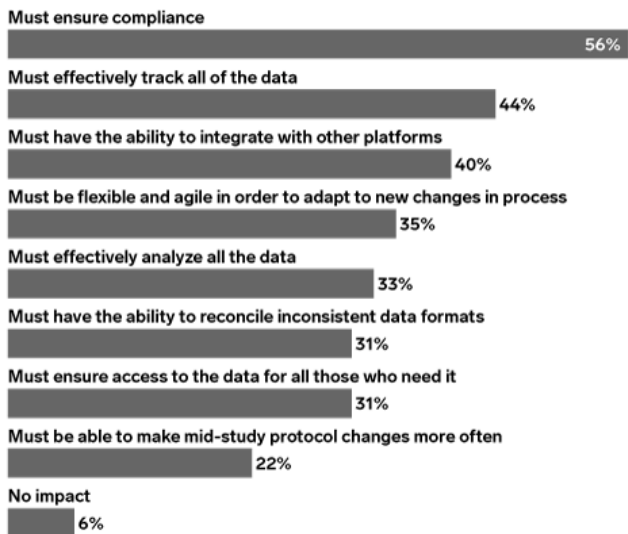 Must ensure compliance
56%
Must effectively track all of the data
44%
Must have the ability to integrate with other platforms
40%
Must be flexible and agile in order to adapt to new changes in process
35%
Must effectively analyze all the data
33%
Must have the ability to reconcile inconsistent data formats
31%
Must ensure access to the data for all those who need it
31%
Must be able to make mid-study protocol changes more often
22%
No impact
6%